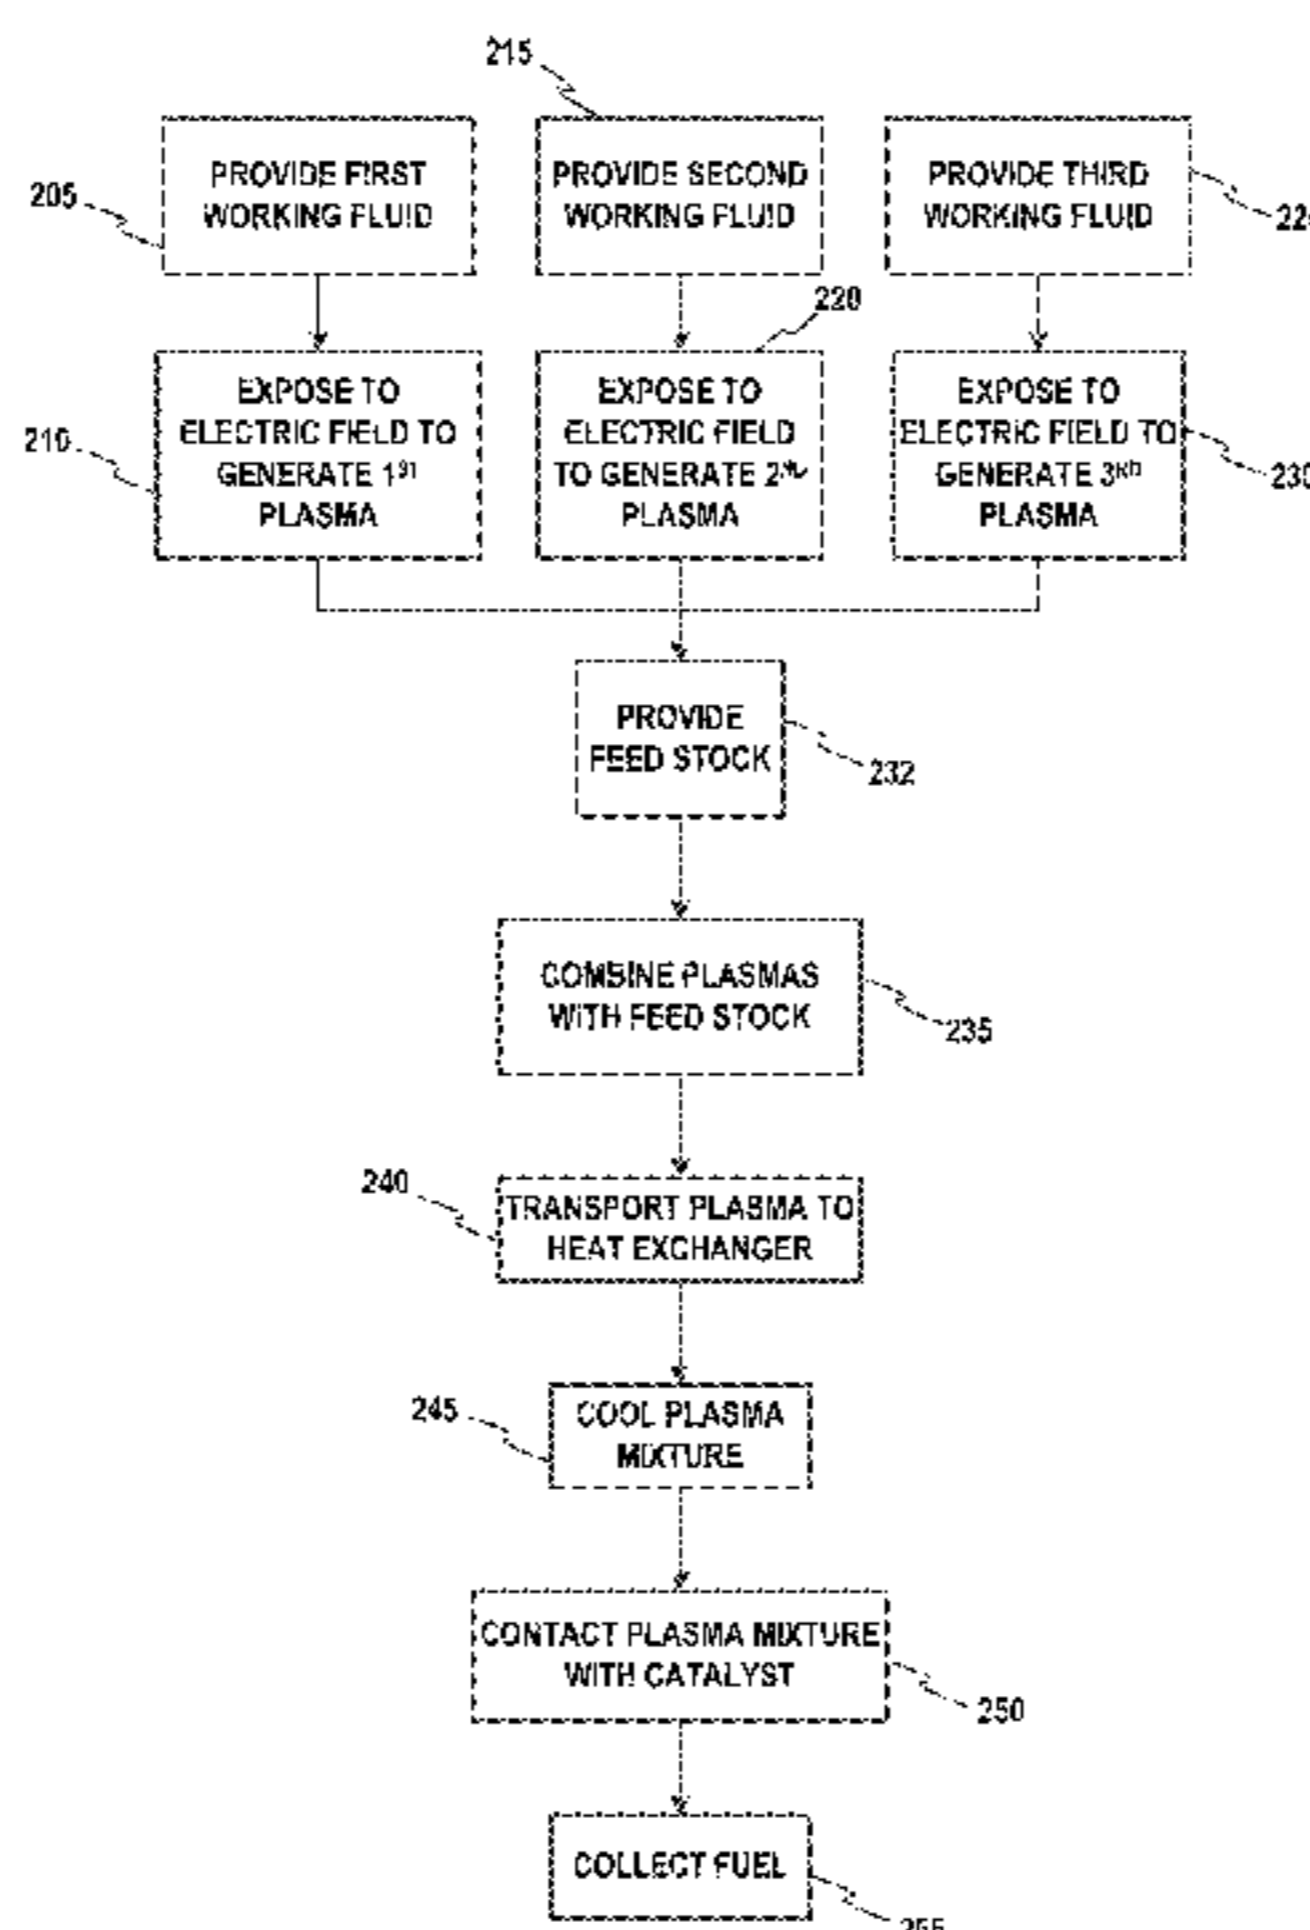 215
PROVIDE FIRST
WORKING FLUID
PROVIDE SECOND
WORKING FLUID
PROVIDE THIRD
WORKING FLUID
205
220
EXPOSE TO
ELECTRIC FIELD TO
GENERATE 1ST
PLASMA
EXPOSE TO
ELECTRIC FIELD
TO GENERATE 2ND
PLASMA
EXPOSE TO
ELECTRIC FIELD TO
GENERATE 3RD
PLASMA
210
230
PROVIDE
FEED STOCK
232
COMBINE PLASMAS
WITH FEED STOCK
235
240
TRANSPORT PLASMA TO
HEAT EXCHANGER
245
COOL PLASMA
MIXTURE
CONTACT PLASMA MIXTURE
WITH CATALYST
250
COLLECT FUEL